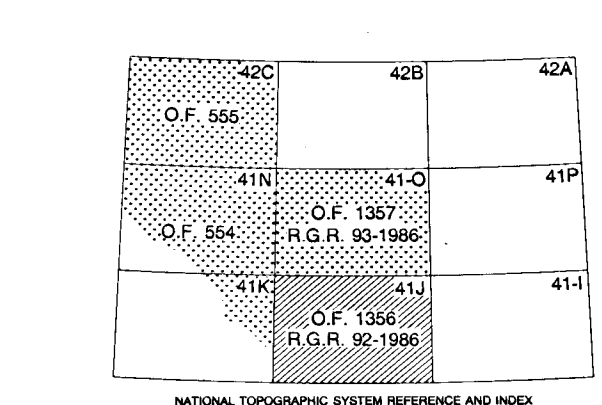 42C 42B 42A
O.F. 555
41N 41-O 41P
O.F. 1357
O.F. 554 R.G.R. 93-1986
41K 41J 41-I
O.F. 1356
R.G.R. 92-1986
NATIONAL TOPOGRAPHIC SYSTEM REFERENCE AND INDEX